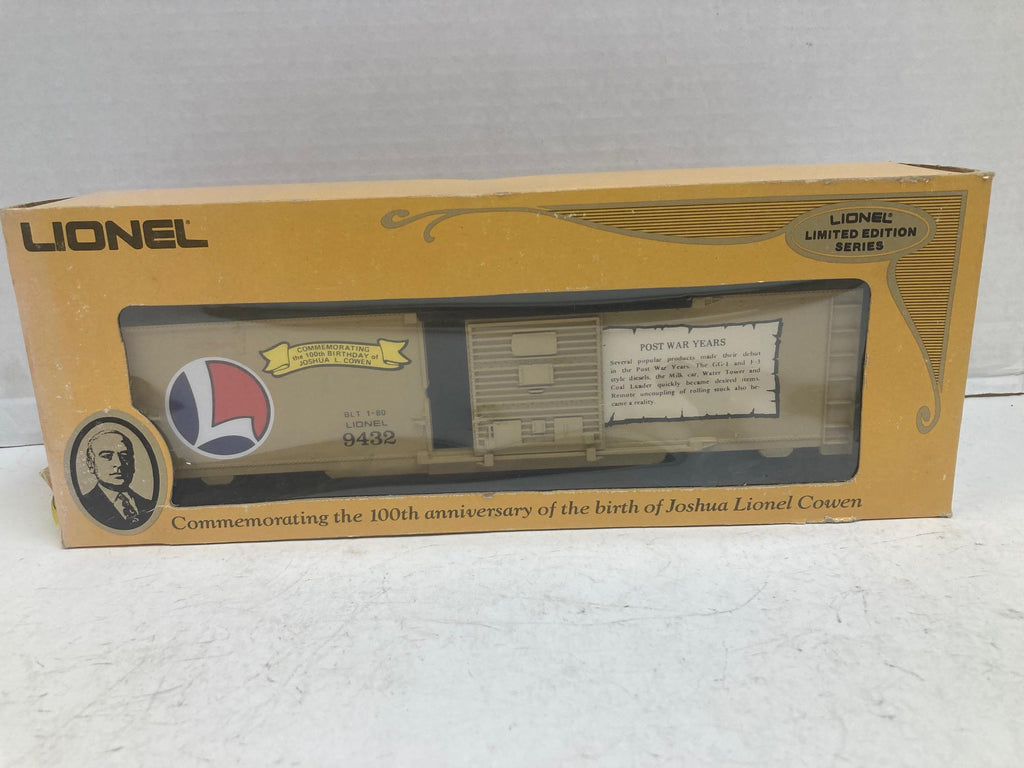 LIONEL®
LIONEL®
LIMITED EDITION
SERIES
COMMEMORATING
the 100th BIRTHDAY of
JOSHUA L. COWEN
L
BLT 1-80
LIONEL
9432
POST WAR YEARS
Several popular products made their debut
in the Post War Years. The GG-1 and F-3
style diesels, the Milk car, Water Tower and
Coal Loader quickly became desired items.
Remote uncoupling of rolling stock also be-
came a reality.
Commemorating the 100th anniversary of the birth of Joshua Lionel Cowen